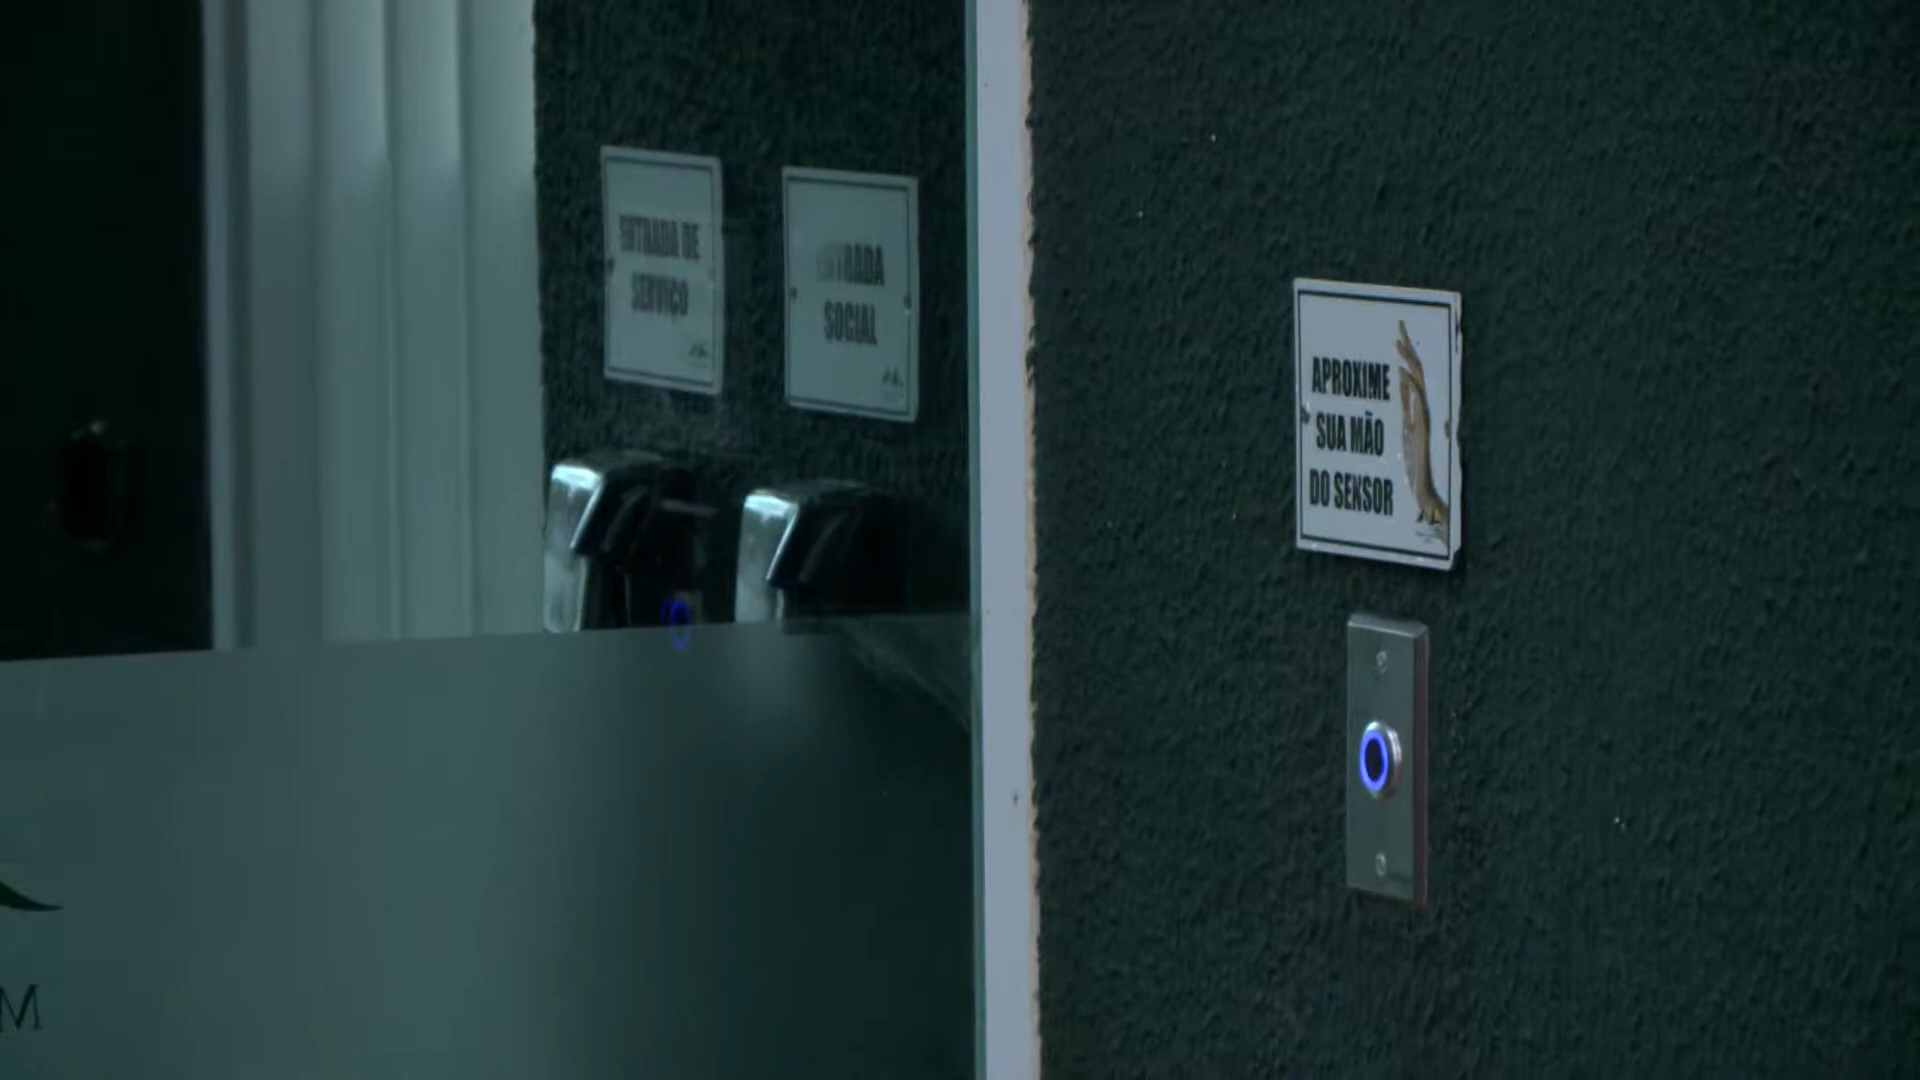 ENTRADA DE
SERVIÇO
ENTRADA
SOCIAL
APROXIME
SUA MÃO
DO SENSOR
M